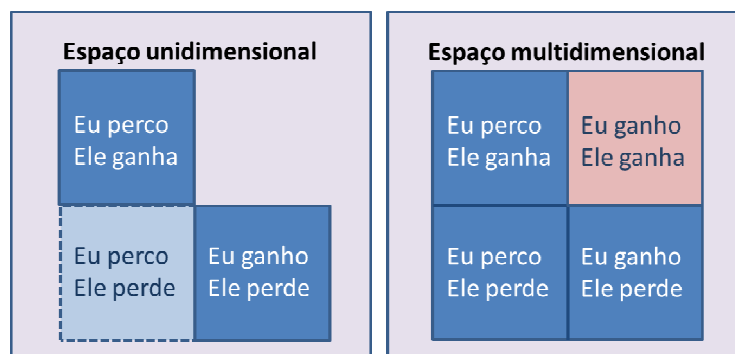 Espaço unidimensional
Eu perco
Ele ganha
Eu perco
Ele perde
Eu ganho
Ele perde
Espaço multidimensional
Eu perco
Ele ganha
Eu ganho
Ele ganha
Eu perco
Ele perde
Eu ganho
Ele perde